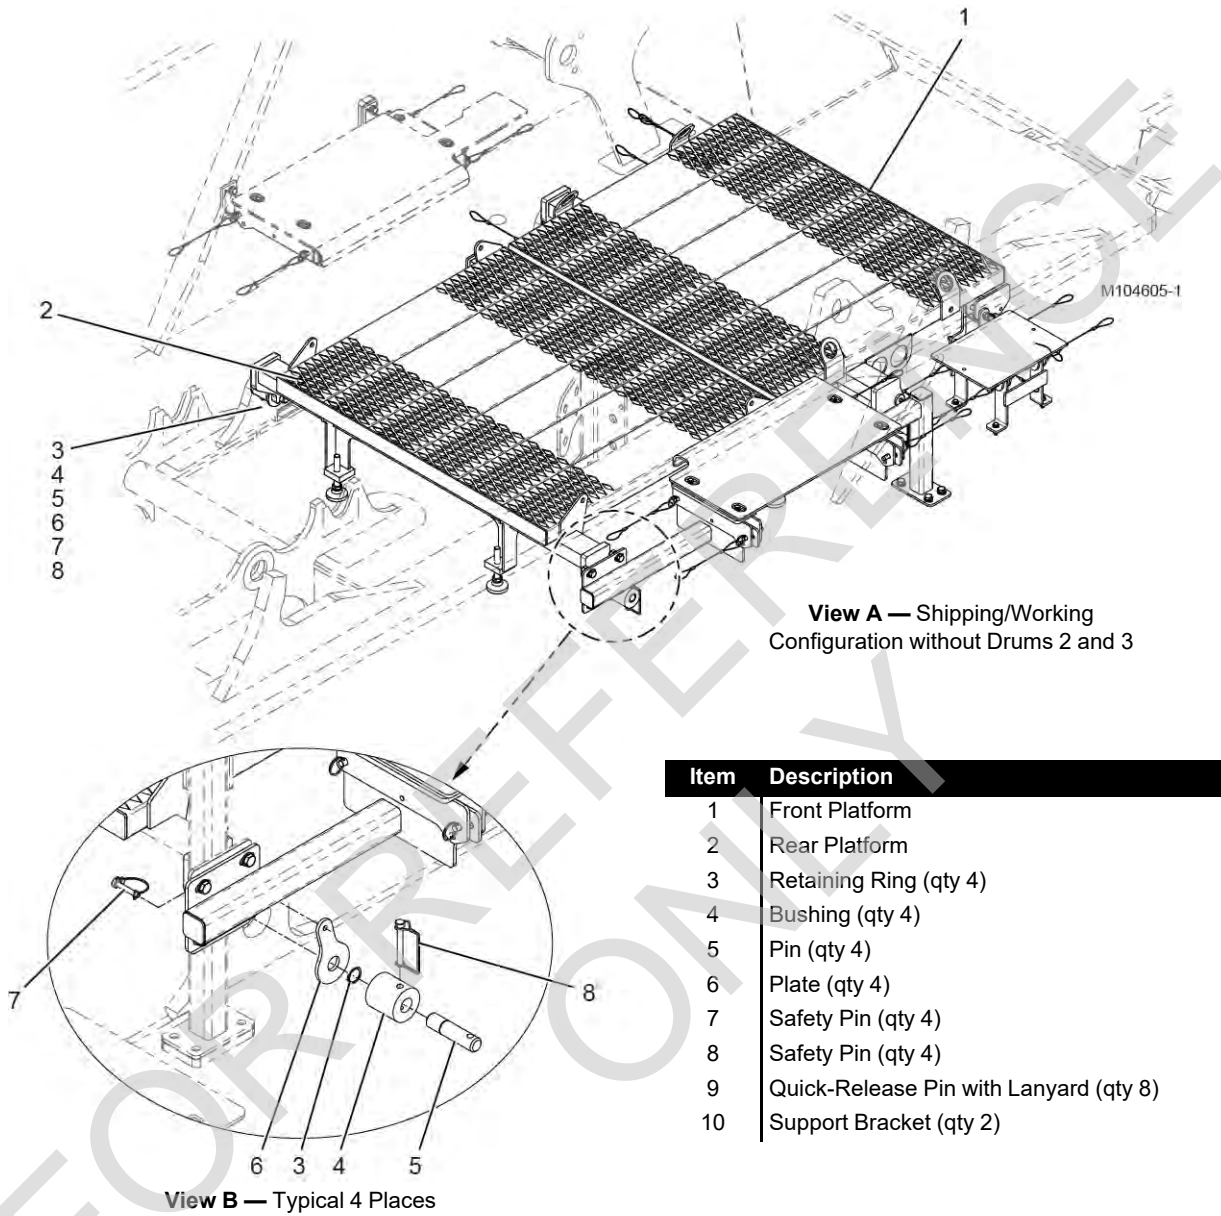 1
M104605-1
2
3
4
5
6
7
8
View A — Shipping/Working
Configuration without Drums 2 and 3
Item Description
1 Front Platform
2 Rear Platform
3 Retaining Ring (qty 4)
4 Bushing (qty 4)
5 Pin (qty 4)
6 Plate (qty 4)
7 Safety Pin (qty 4)
8 Safety Pin (qty 4)
9 Quick-Release Pin with Lanyard (qty 8)
10 Support Bracket (qty 2)
7
8
6 3 4 5
View B — Typical 4 Places
FOR REFERENCE
ONLY